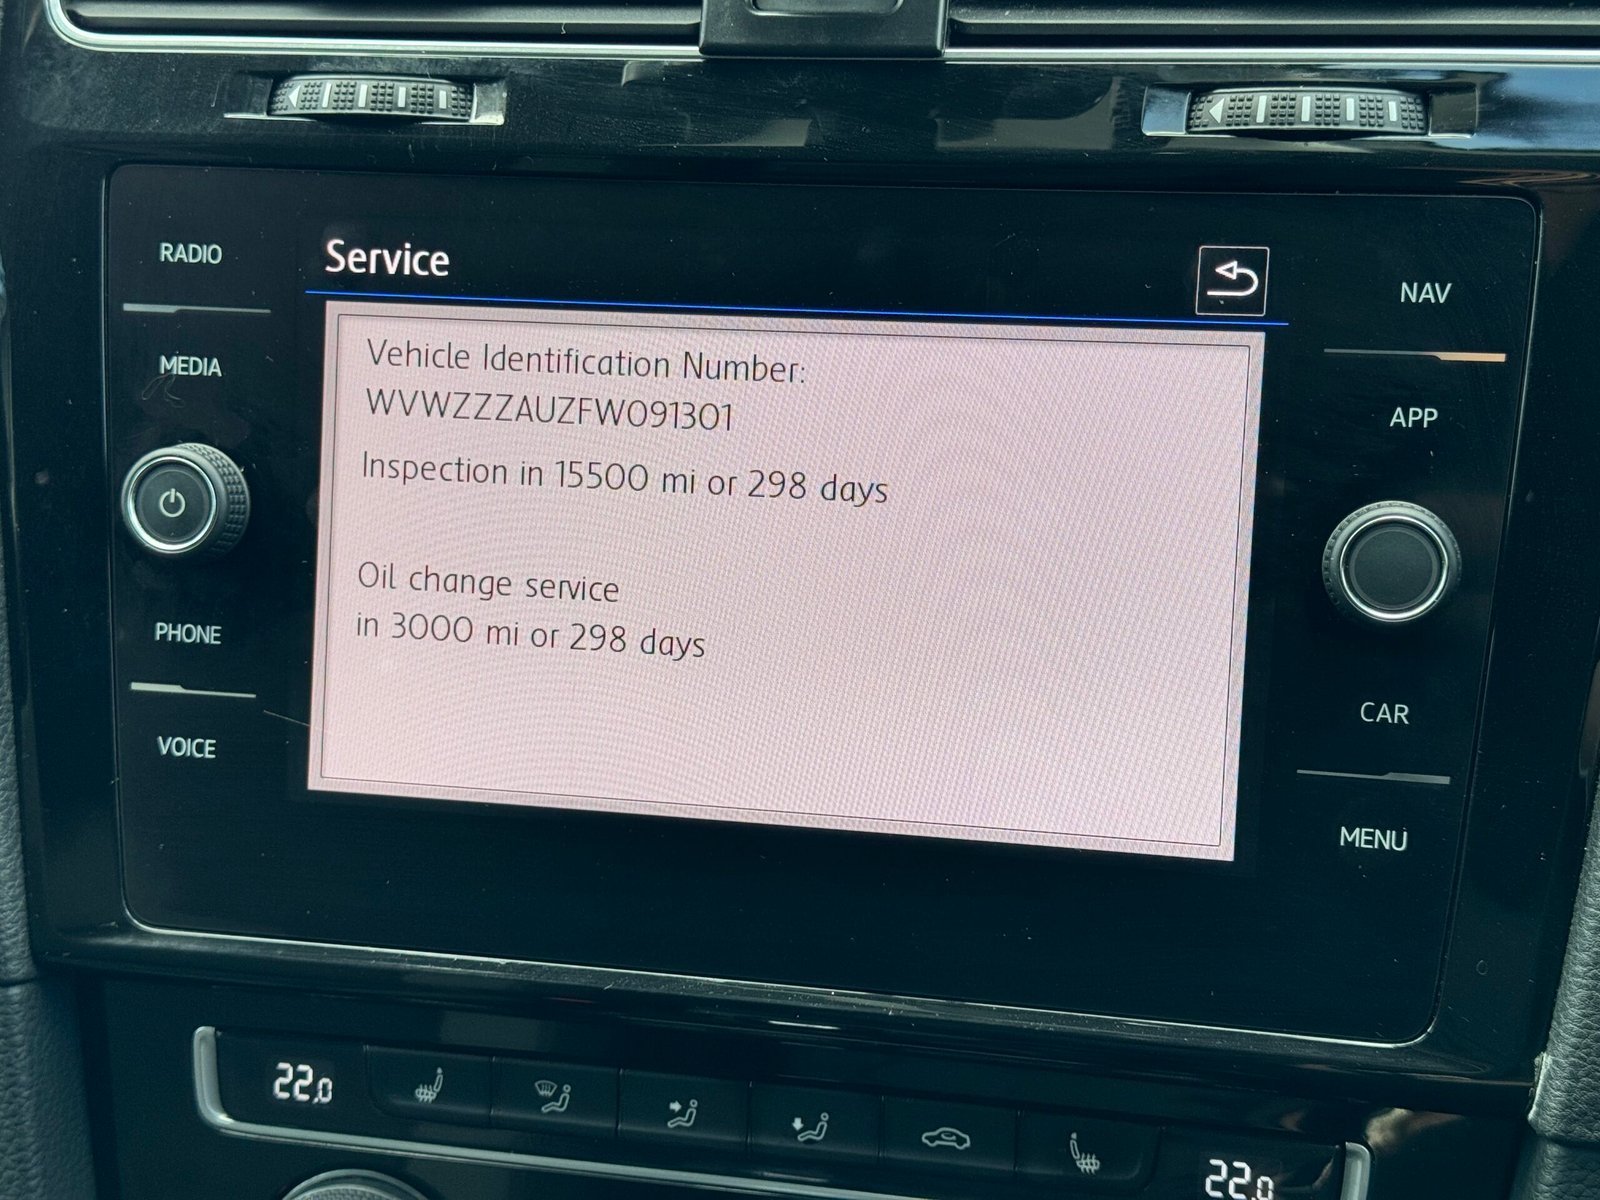 RADIO
MEDIA
PHONE
VOICE
Service
Vehicle Identification Number:
WVWZZZAUZFW091301
Inspection in 15500 mi or 298 days
Oil change service
in 3000 mi or 298 days
NAV
APP
CAR
MENU
22.0
22.0